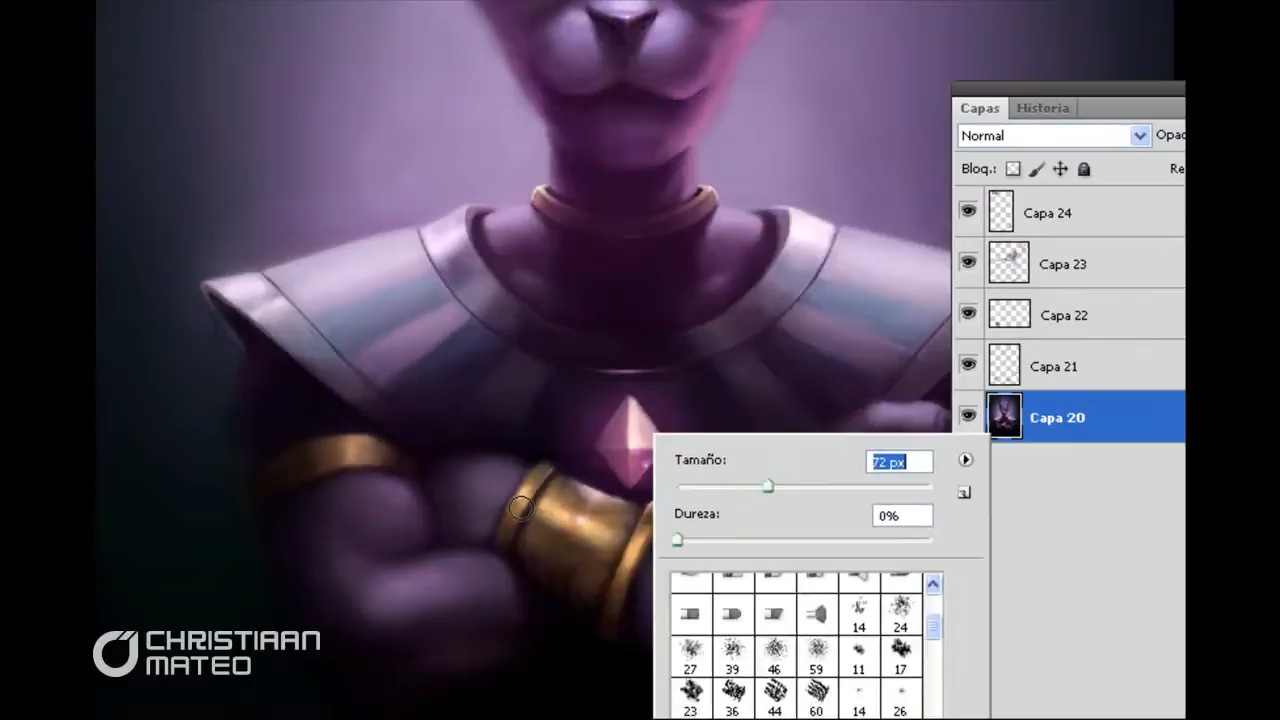 Capas Historia
Normal Opac
Bloq.: Re
Capa 24
Capa 23
Capa 22
Capa 21
Capa 20
Tamaño: 72 px
Dureza: 0%
14 24
27 39 46 59 11 17
23 36 44 60 14 26
CHRISTIAAN
MATEO